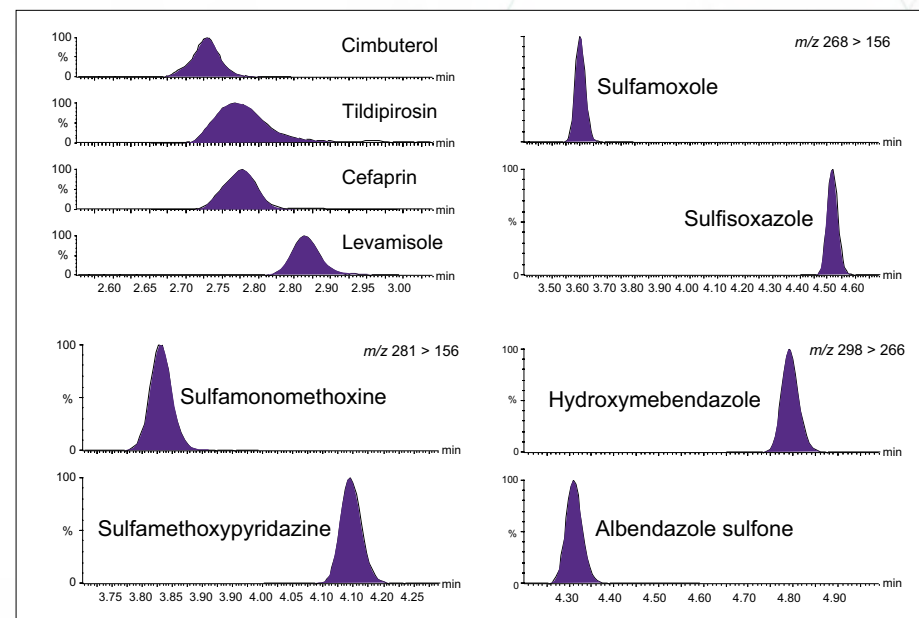 100
%
0
Cimbuterol
min
100
%
0
Tildipirosin
min
100
%
0
Cefaprin
min
100
%
0
Levamisole
min
2.60 2.65 2.70 2.75 2.80 2.80 2.90 2.95 3.00
100
%
0
m/z 268 > 156
Sulfamoxole
min
100
%
0
Sulfisoxazole
min
3.50 3.60 3.70 3.80 3.90 4.00 4.10 4.20 4.30 4.40 4.50 4.60
100
%
0
m/z 281 > 156
Sulfamonomethoxine
min
100
%
0
Sulfamethoxypyridazine
min
3.75 3.80 3.85 3.90 3.90 4.00 4.05 4.10 4.10 4.20 4.25
100
%
0
m/z 298 > 266
Hydroxymebendazole
min
100
%
0
Albendazole sulfone
min
4.30 4.40 4.50 4.60 4.70 4.80 4.90